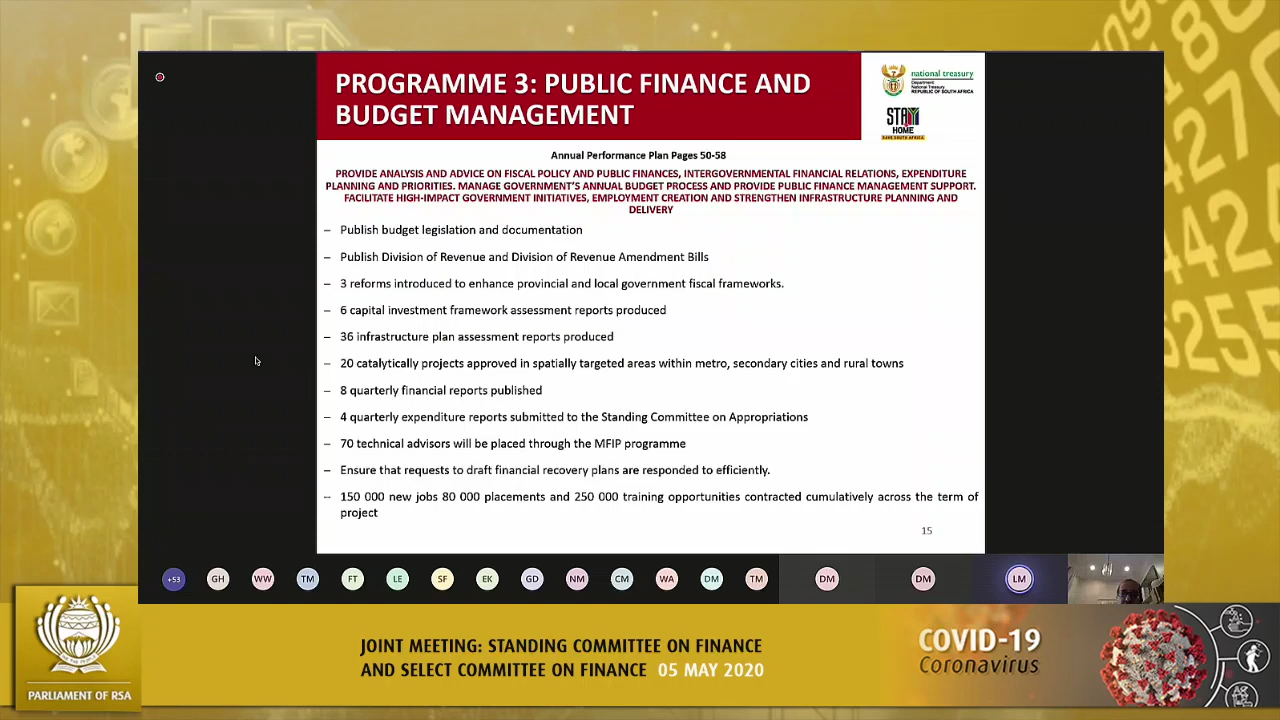 PROGRAMME 3: PUBLIC FINANCE AND
BUDGET MANAGEMENT
national treasury
Department:
National Treasury
REPUBLIC OF SOUTH AFRICA
STAY
HOME
SAVE SOUTH AFRICA
Annual Performance Plan Pages 50-58
PROVIDE ANALYSIS AND ADVICE ON FISCAL POLICY AND PUBLIC FINANCES, INTERGOVERNMENTAL FINANCIAL RELATIONS, EXPENDITURE
PLANNING AND PRIORITIES. MANAGE GOVERNMENT'S ANNUAL BUDGET PROCESS AND PROVIDE PUBLIC FINANCE MANAGEMENT SUPPORT.
FACILITATE HIGH-IMPACT GOVERNMENT INITIATIVES, EMPLOYMENT CREATION AND STRENGTHEN INFRASTRUCTURE PLANNING AND
DELIVERY
– Publish budget legislation and documentation
– Publish Division of Revenue and Division of Revenue Amendment Bills
– 3 reforms introduced to enhance provincial and local government fiscal frameworks.
– 6 capital investment framework assessment reports produced
– 36 infrastructure plan assessment reports produced
– 20 catalytically projects approved in spatially targeted areas within metro, secondary cities and rural towns
– 8 quarterly financial reports published
– 4 quarterly expenditure reports submitted to the Standing Committee on Appropriations
– 70 technical advisors will be placed through the MFIP programme
– Ensure that requests to draft financial recovery plans are responded to efficiently.
– 150 000 new jobs 80 000 placements and 250 000 training opportunities contracted cumulatively across the term of
project
15
+53 GH WW TM FT LE SF EK GD NM CM WA DM TM DM DM LM
PARLIAMENT OF RSA
JOINT MEETING: STANDING COMMITTEE ON FINANCE
AND SELECT COMMITTEE ON FINANCE 05 MAY 2020
COVID-19
Coronavirus